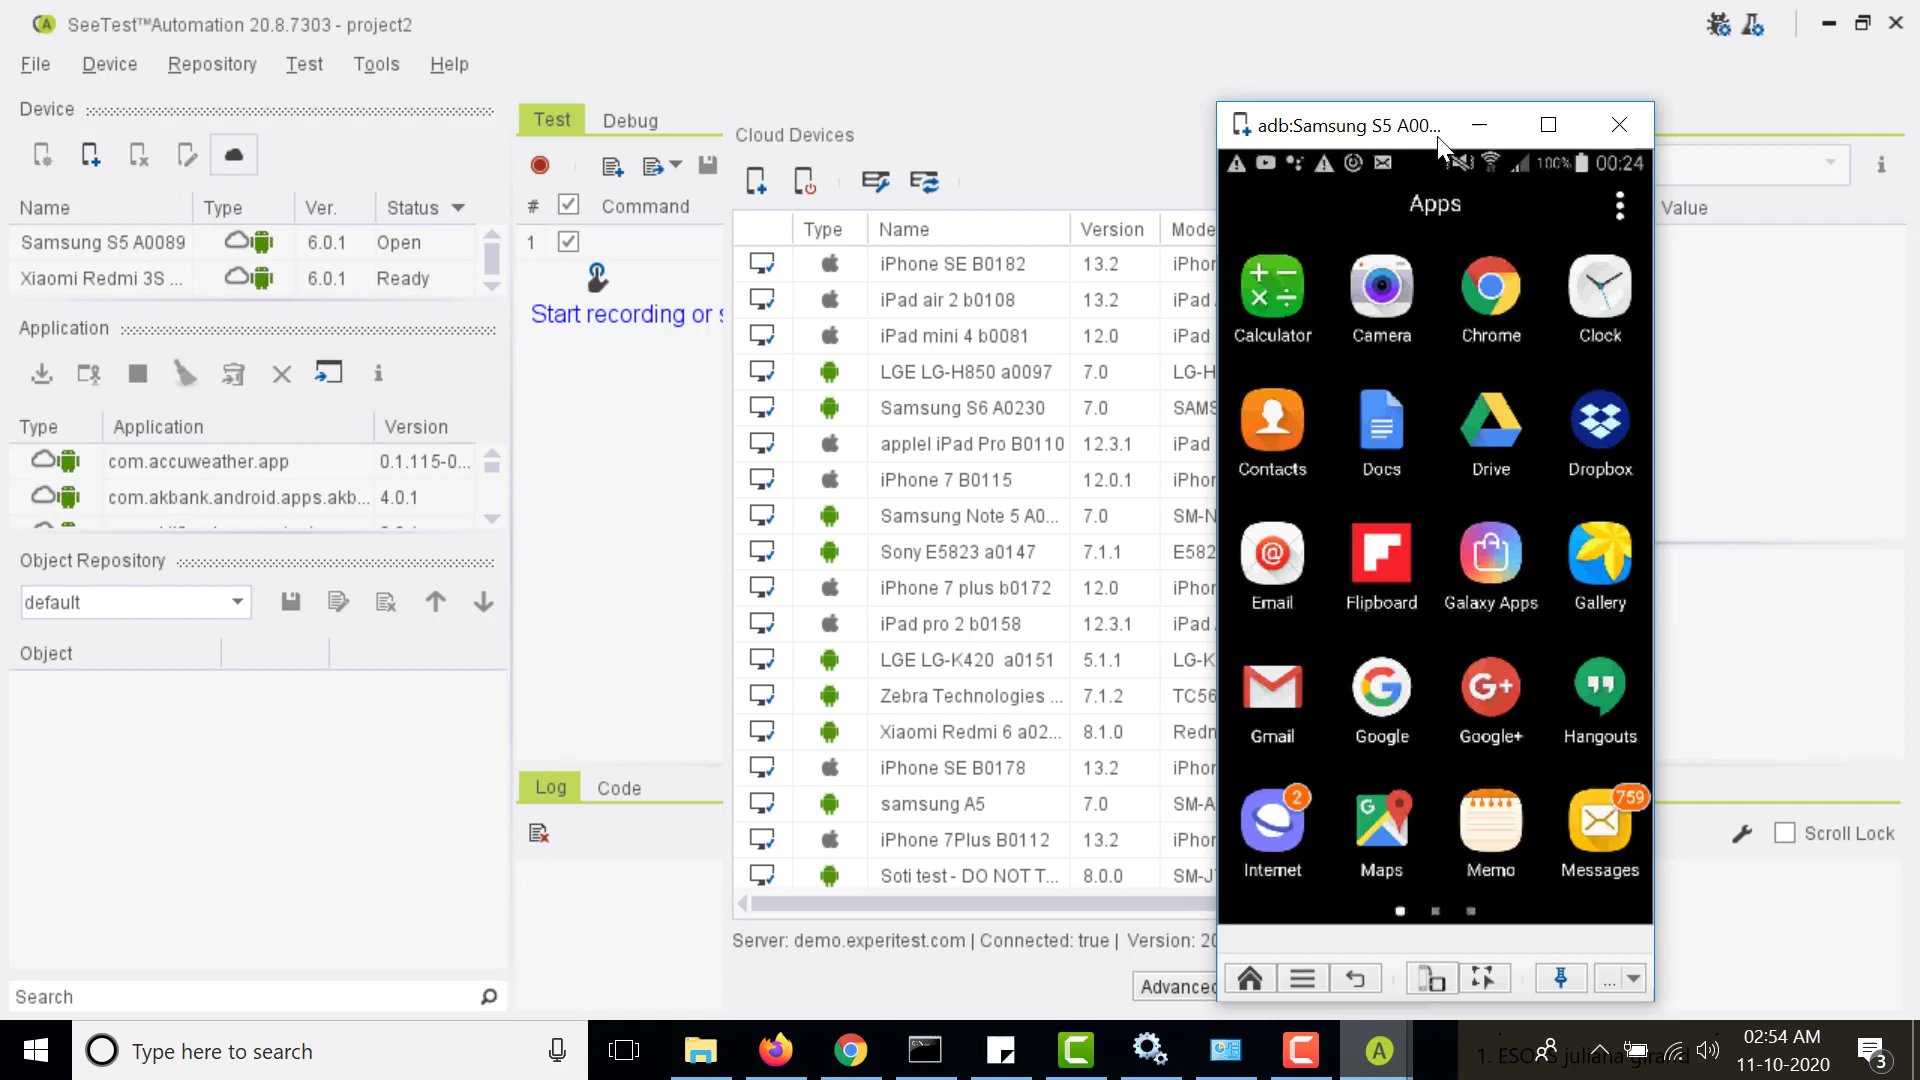 SeeTest™Automation 20.8.7303 - project2
File Device Repository Test Tools Help
Device
Name Type Ver. Status
Samsung S5 A0089 6.0.1 Open
Xiaomi Redmi 3S ... 6.0.1 Ready
Application
Type Application Version
com.accuweather.app 0.1.115-0...
com.akbank.android.apps.akb... 4.0.1
Object Repository
default
Object
Search
Test Debug
# Command
1
Start recording or s
Log Code
Cloud Devices
Type Name Version Mode
iPhone SE B0182 13.2 iPhor
iPad air 2 b0108 13.2 iPad
iPad mini 4 b0081 12.0 iPad
LGE LG-H850 a0097 7.0 LG-H
Samsung S6 A0230 7.0 SAMS
applel iPad Pro B0110 12.3.1 iPad
iPhone 7 B0115 12.0.1 iPhor
Samsung Note 5 A0... 7.0 SM-N
Sony E5823 a0147 7.1.1 E582
iPhone 7 plus b0172 12.0 iPhor
iPad pro 2 b0158 12.3.1 iPad
LGE LG-K420 a0151 5.1.1 LG-K
Zebra Technologies ... 7.1.2 TC56
Xiaomi Redmi 6 a02... 8.1.0 Redn
iPhone SE B0178 13.2 iPhor
samsung A5 7.0 SM-A
iPhone 7Plus B0112 13.2 iPhor
Soti test - DO NOT T... 8.0.0 SM-J
Server: demo.experitest.com | Connected: true | Version: 20
Advanced
adb:Samsung S5 A00...
100% 00:24
Apps
Calculator Camera Chrome Clock
Contacts Docs Drive Dropbox
Email Flipboard Galaxy Apps Gallery
Gmail Google Google+ Hangouts
2 759
Internet Maps Memo Messages
...
Value
Scroll Lock
Type here to search
02:54 AM
11-10-2020
3